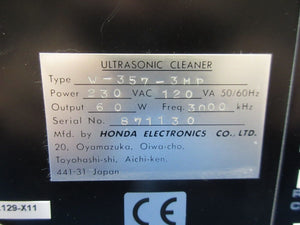 ULTRASONIC CLEANER
Type W-357-3MP
Power 230 VAC 120 VA 50/60Hz
Output 60 W Freq. 3000 kHz
Serial No. 871130
Mfd. by HONDA ELECTRONICS CO., LTD.
20, Oyamazuka, Oiwa-cho,
Toyohashi-shi, Aichi-ken,
441-31 Japan
CE
129-X11